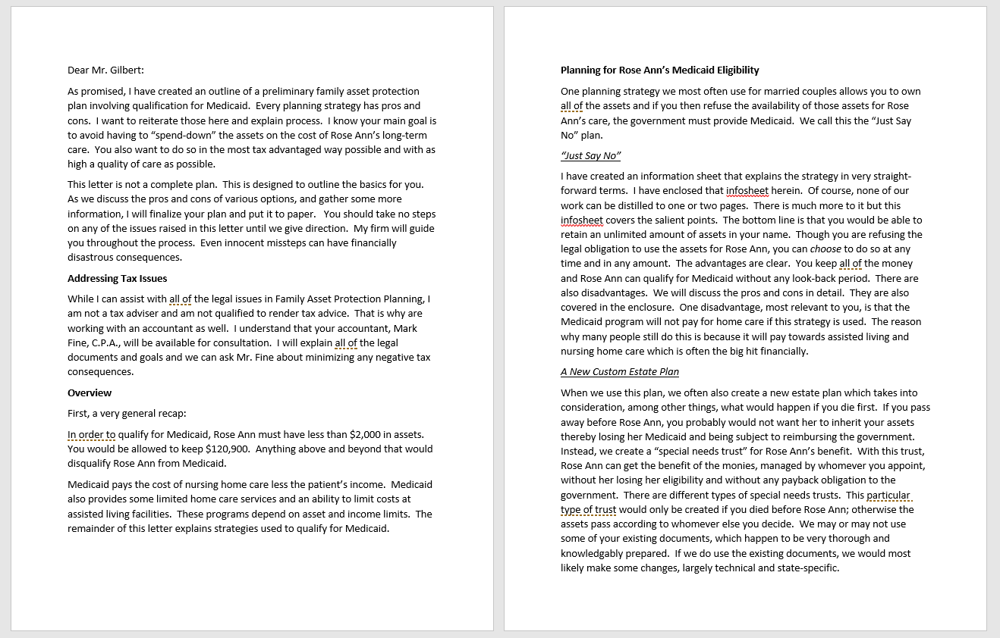 Dear Mr. Gilbert:
As promised, I have created an outline of a preliminary family asset protection
plan involving qualification for Medicaid.  Every planning strategy has pros and
cons.  I want to reiterate those here and explain process.  I know your main goal is
to avoid having to “spend-down” the assets on the cost of Rose Ann’s long-term
care.  You also want to do so in the most tax advantaged way possible and with as
high a quality of care as possible.
This letter is not a complete plan.  This is designed to outline the basics for you.
As we discuss the pros and cons of various options, and gather some more
information, I will finalize your plan and put it to paper.   You should take no steps
on any of the issues raised in this letter until we give direction.  My firm will guide
you throughout the process.  Even innocent missteps can have financially
disastrous consequences.
Addressing Tax Issues
While I can assist with all of the legal issues in Family Asset Protection Planning, I
am not a tax adviser and am not qualified to render tax advice.  That is why are
working with an accountant as well.  I understand that your accountant, Mark
Fine, C.P.A., will be available for consultation.  I will explain all of the legal
documents and goals and we can ask Mr. Fine about minimizing any negative tax
consequences.
Overview
First, a very general recap:
In order to qualify for Medicaid, Rose Ann must have less than $2,000 in assets.
You would be allowed to keep $120,900.  Anything above and beyond that would
disqualify Rose Ann from Medicaid.
Medicaid pays the cost of nursing home care less the patient’s income.  Medicaid
also provides some limited home care services and an ability to limit costs at
assisted living facilities.  These programs depend on asset and income limits.  The
remainder of this letter explains strategies used to qualify for Medicaid.
Planning for Rose Ann’s Medicaid Eligibility
One planning strategy we most often use for married couples allows you to own
all of the assets and if you then refuse the availability of those assets for Rose
Ann’s care, the government must provide Medicaid.  We call this the “Just Say
No” plan.
“Just Say No”
I have created an information sheet that explains the strategy in very straight-
forward terms.  I have enclosed that infosheet herein.  Of course, none of our
work can be distilled to one or two pages.  There is much more to it but this
infosheet covers the salient points.  The bottom line is that you would be able to
retain an unlimited amount of assets in your name.  Though you are refusing the
legal obligation to use the assets for Rose Ann, you can choose to do so at any
time and in any amount.  The advantages are clear.  You keep all of the money
and Rose Ann can qualify for Medicaid without any look-back period.  There are
also disadvantages.  We will discuss the pros and cons in detail.  They are also
covered in the enclosure.  One disadvantage, most relevant to you, is that the
Medicaid program will not pay for home care if this strategy is used.  The reason
why many people still do this is because it will pay towards assisted living and
nursing home care which is often the big hit financially.
A New Custom Estate Plan
When we use this plan, we often also create a new estate plan which takes into
consideration, among other things, what would happen if you die first.  If you pass
away before Rose Ann, you probably would not want her to inherit your assets
thereby losing her Medicaid and being subject to reimbursing the government.
Instead, we create a “special needs trust” for Rose Ann’s benefit.  With this trust,
Rose Ann can get the benefit of the monies, managed by whomever you appoint,
without her losing her eligibility and without any payback obligation to the
government.  There are different types of special needs trusts.  This particular
type of trust would only be created if you died before Rose Ann; otherwise the
assets pass according to whomever else you decide.  We may or may not use
some of your existing documents, which happen to be very thorough and
knowledgably prepared.  If we do use the existing documents, we would most
likely make some changes, largely technical and state-specific.